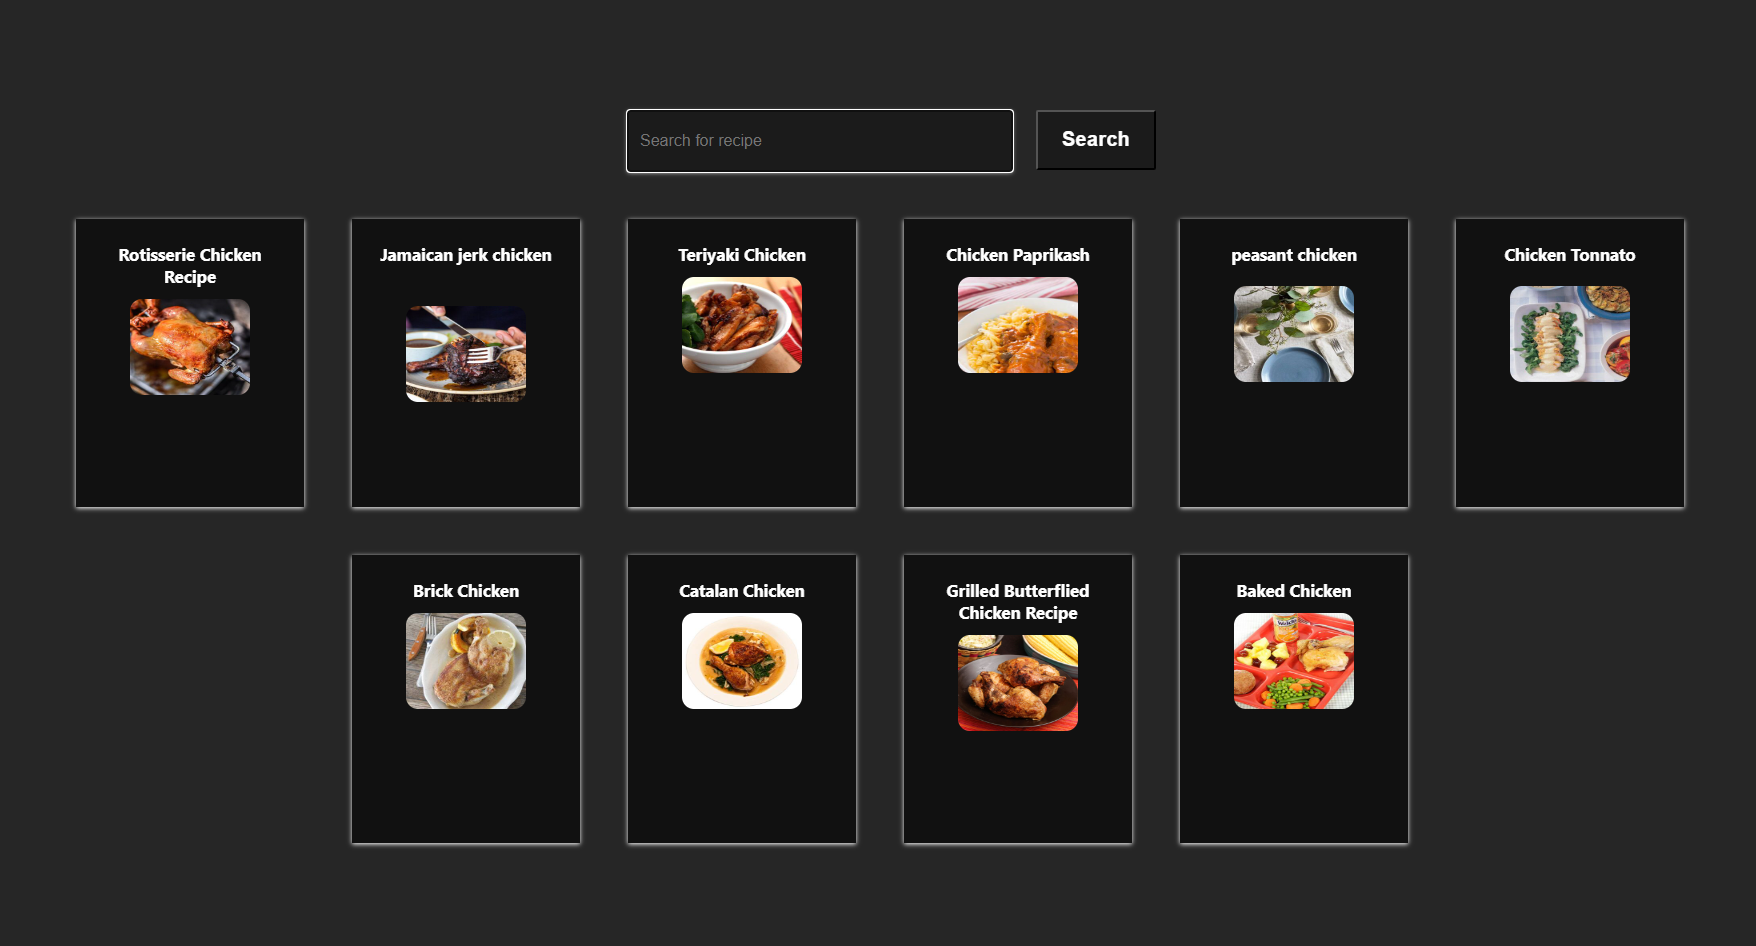 Search for recipe
Search
Rotisserie Chicken
Recipe
Jamaican jerk chicken
Teriyaki Chicken
Chicken Paprikash
peasant chicken
Chicken Tonnato
Brick Chicken
Catalan Chicken
Grilled Butterflied
Chicken Recipe
Baked Chicken